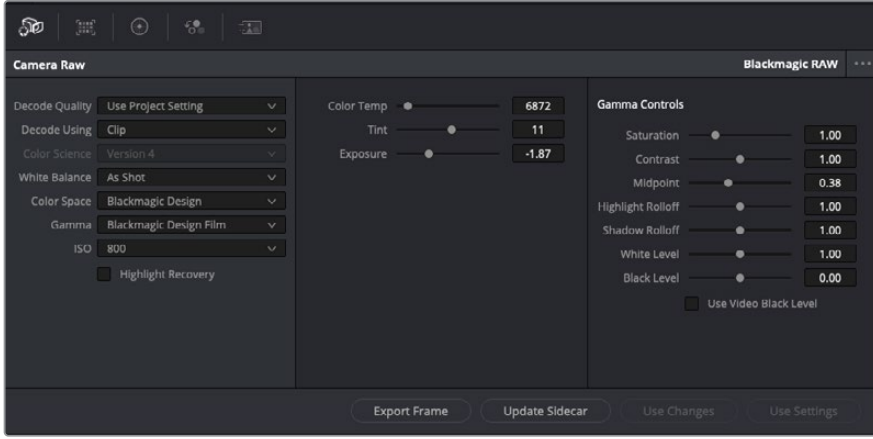 Camera Raw
Blackmagic RAW
Decode Quality Use Project Setting
Decode Using Clip
Color Science Version 4
White Balance As Shot
Color Space Blackmagic Design
Gamma Blackmagic Design Film
ISO 800
Highlight Recovery
Color Temp 6872
Tint 11
Exposure -1.87
Gamma Controls
Saturation 1.00
Contrast 1.00
Midpoint 0.38
Highlight Rolloff 1.00
Shadow Rolloff 1.00
White Level 1.00
Black Level 0.00
Use Video Black Level
Export Frame
Update Sidecar
Use Changes
Use Settings